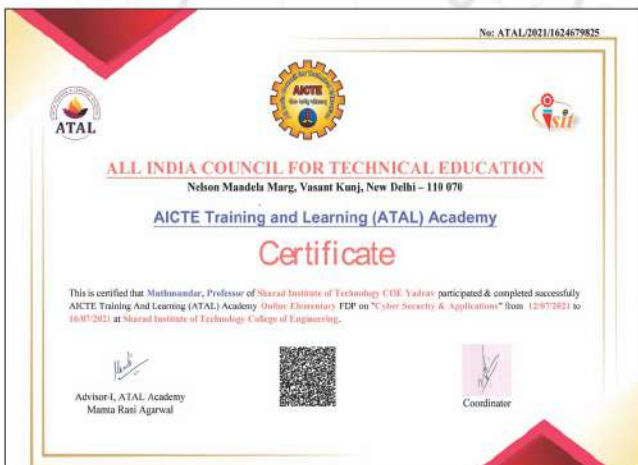 No: ATAL/2021/1624679825
ATAL
AICTE
isit
ALL INDIA COUNCIL FOR TECHNICAL EDUCATION
Nelson Mandela Marg, Vasant Kunj, New Delhi – 110 070
AICTE Training and Learning (ATAL) Academy
Certificate
This is certified that Muthusundar, Professor of Sharad Institute of Technology COE Yadrav participated & completed successfully
AICTE Training And Learning (ATAL) Academy Online Elementary FDP on "Cyber Security & Applications" from 12/07/2021 to
16/07/2021 at Sharad Institute of Technology College of Engineering.
Advisor-I, ATAL Academy
Mamta Rani Agarwal
Coordinator